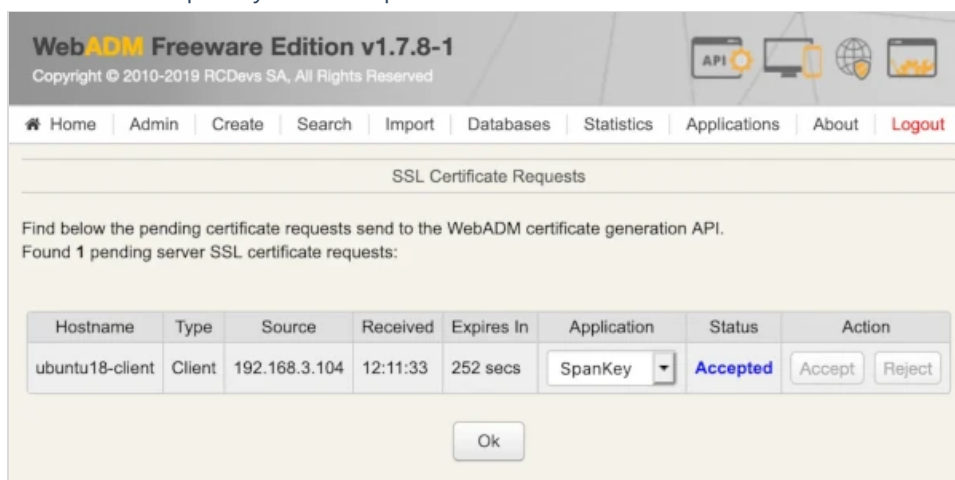 WebADM Freeware Edition v1.7.8-1
Copyright © 2010-2019 RCDevs SA, All Rights Reserved
API
Home Admin Create Search Import Databases Statistics Applications About Logout
SSL Certificate Requests
Find below the pending certificate requests send to the WebADM certificate generation API.
Found 1 pending server SSL certificate requests:
Hostname Type Source Received Expires In Application Status Action
ubuntu18-client Client 192.168.3.104 12:11:33 252 secs SpanKey Accepted Accept Reject
Ok